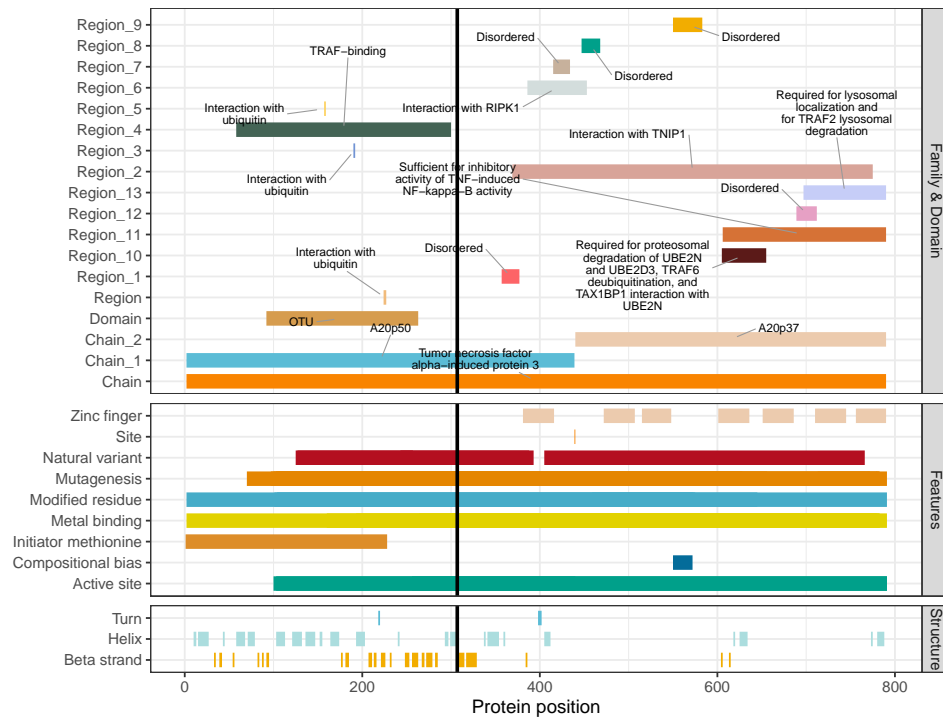 Region_9
Region_8
Region_7
Region_6
Region_5
Region_4
Region_3
Region_2
Region_13
Region_12
Region_11
Region_10
Region_1
Region
Domain
Chain_2
Chain_1
Chain
Disordered
Disordered
TRAF−binding
Disordered
Interaction with RIPK1
Interaction with
ubiquitin
Required for lysosomal
localization and
for TRAF2 lysosomal
degradation
Interaction with TNIP1
Interaction with
ubiquitin
Sufficient for inhibitory
activity of TNF−induced
NF−kappa−B activity
Disordered
Interaction with
ubiquitin
Disordered
Required for proteosomal
degradation of UBE2N
and UBE2D3, TRAF6
deubiquitination, and
TAX1BP1 interaction with
UBE2N
OTU
A20p50
A20p37
Tumor necrosis factor
alpha−induced protein 3
Family & Domain
Zinc finger
Site
Natural variant
Mutagenesis
Modified residue
Metal binding
Initiator methionine
Compositional bias
Active site
Features
Turn
Helix
Beta strand
Structure
0 200 400 600 800
Protein position